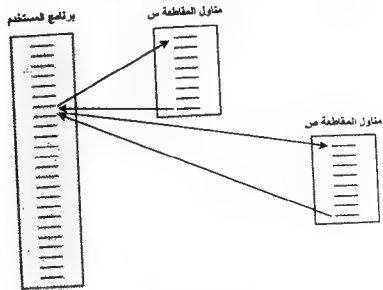 برنامج المستخدم
مناول المقاطعة س
مناول المقاطعة ص